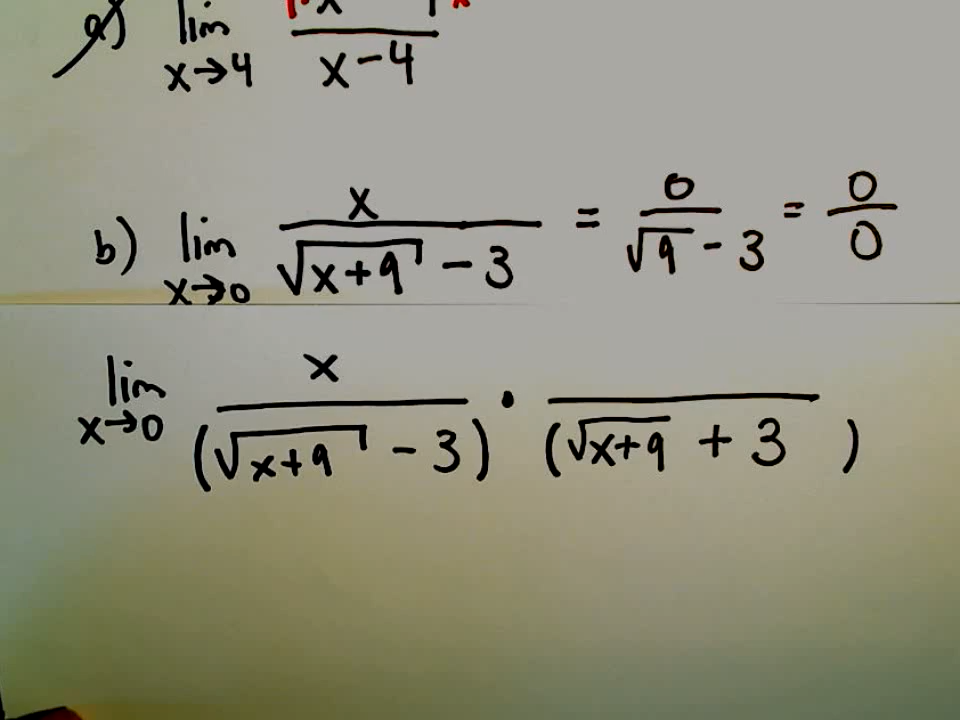 a) lim x→4 x / x-4
b) lim x→0 x / √(x+9) - 3 = 0 / √9 - 3 = 0 / 0
lim x→0 x / (√(x+9) - 3) · / (√(x+9) + 3 )